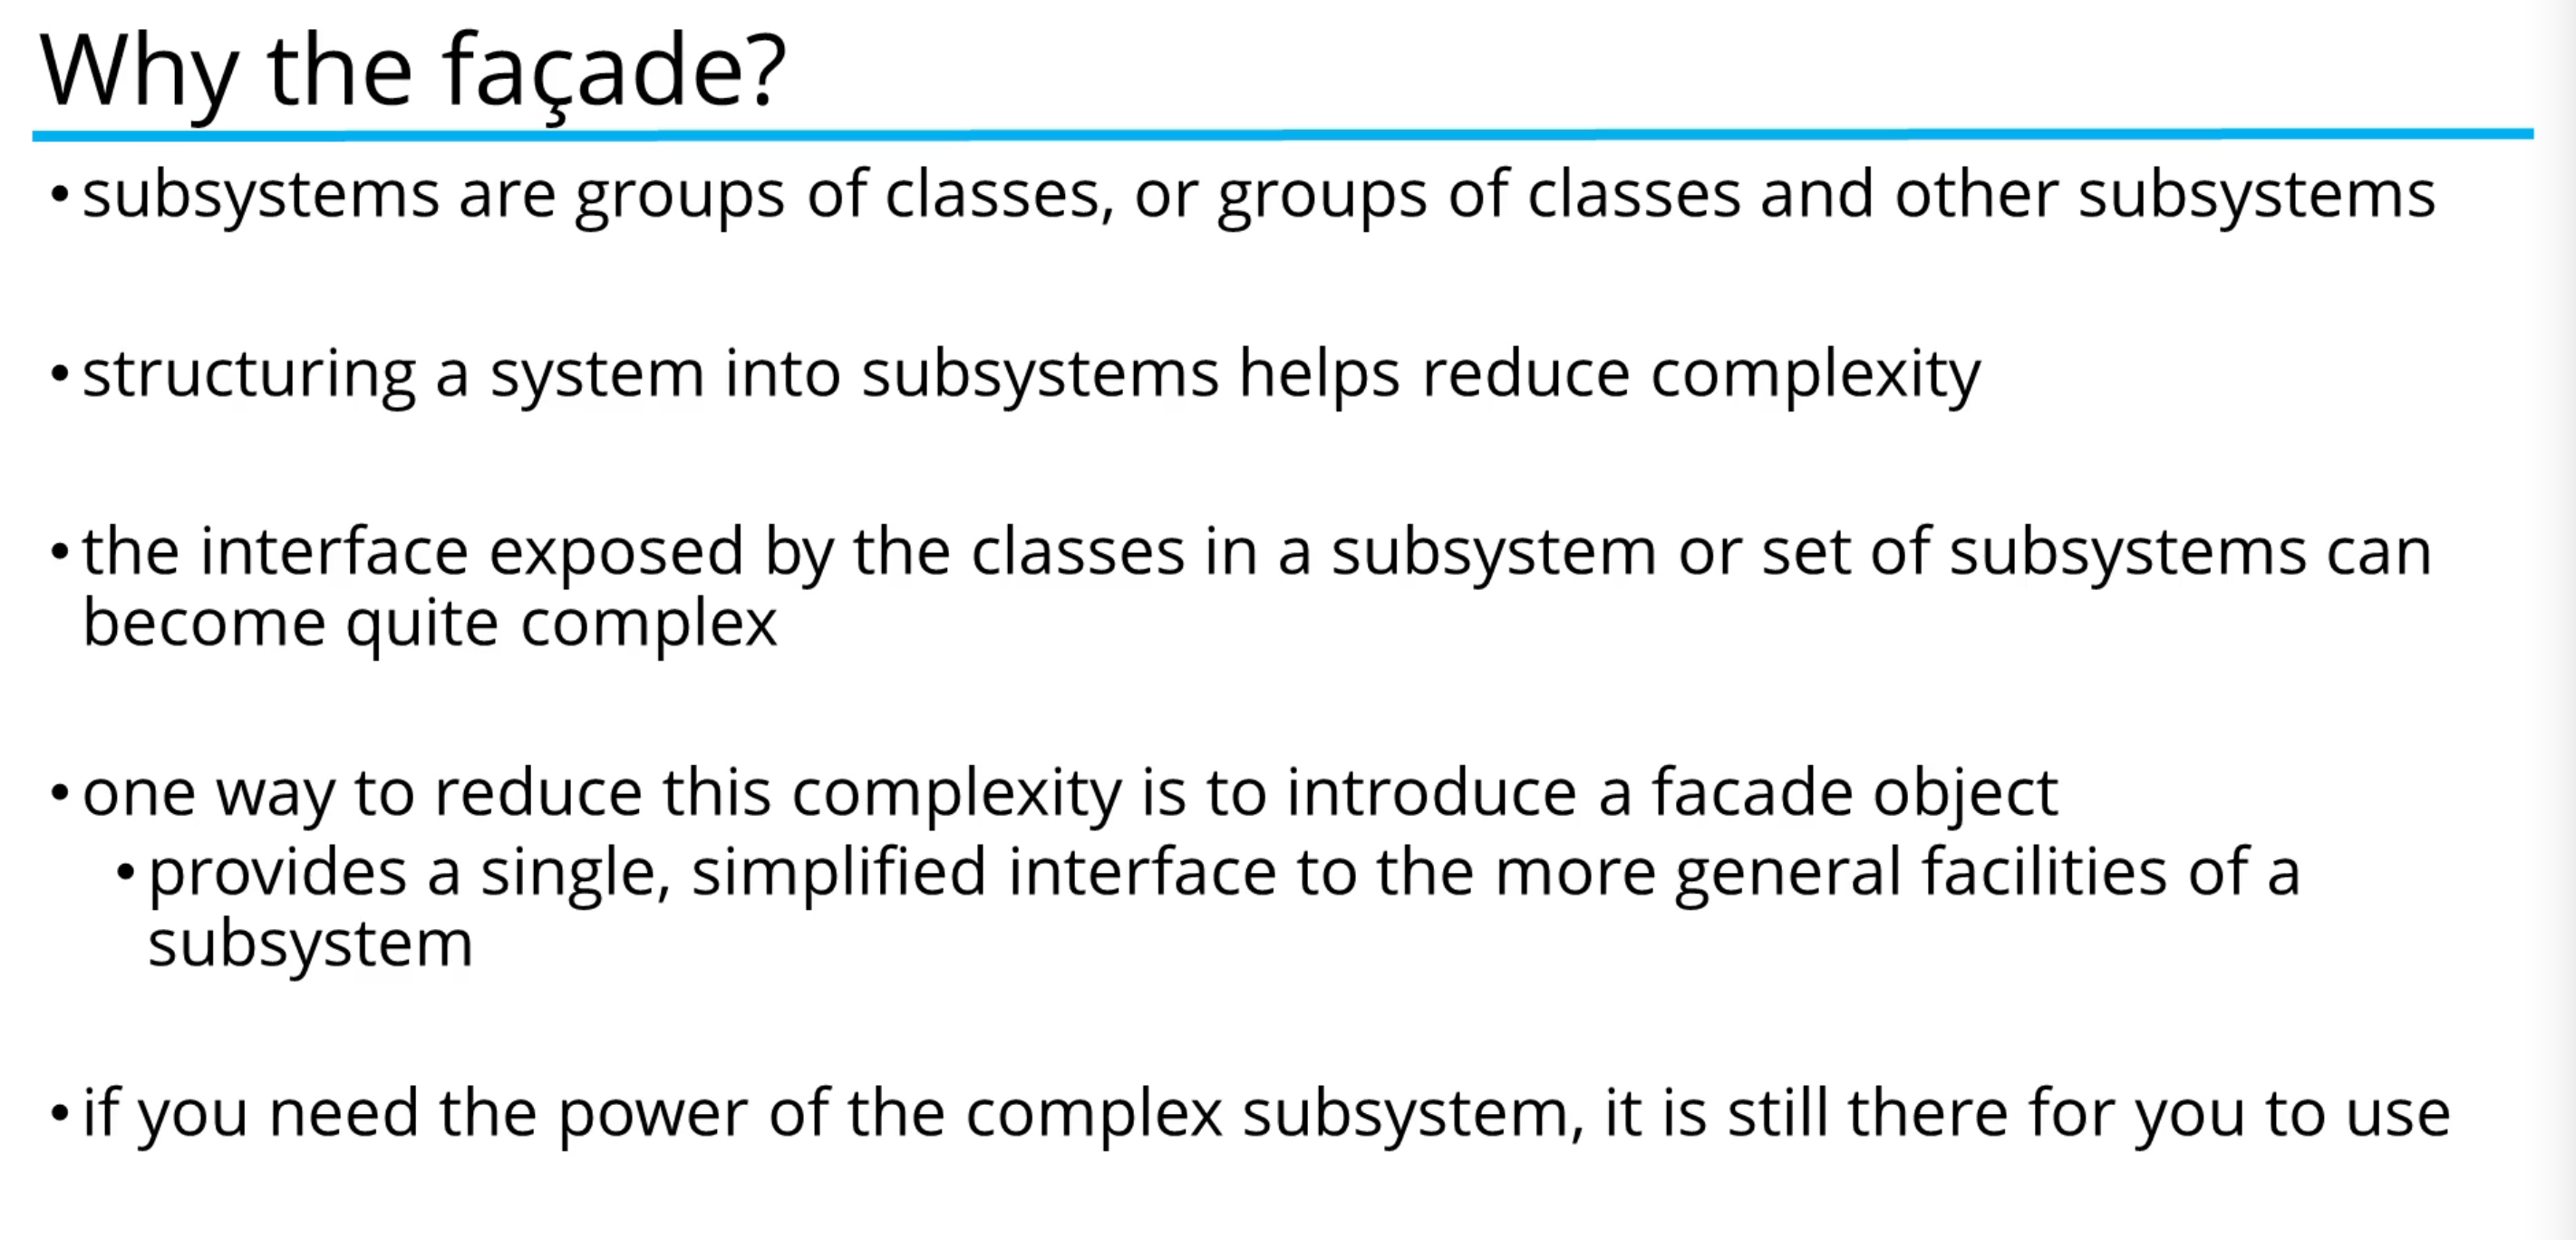 Why the façade?
• subsystems are groups of classes, or groups of classes and other subsystems
• structuring a system into subsystems helps reduce complexity
• the interface exposed by the classes in a subsystem or set of subsystems can
become quite complex
• one way to reduce this complexity is to introduce a facade object
• provides a single, simplified interface to the more general facilities of a
subsystem
• if you need the power of the complex subsystem, it is still there for you to use